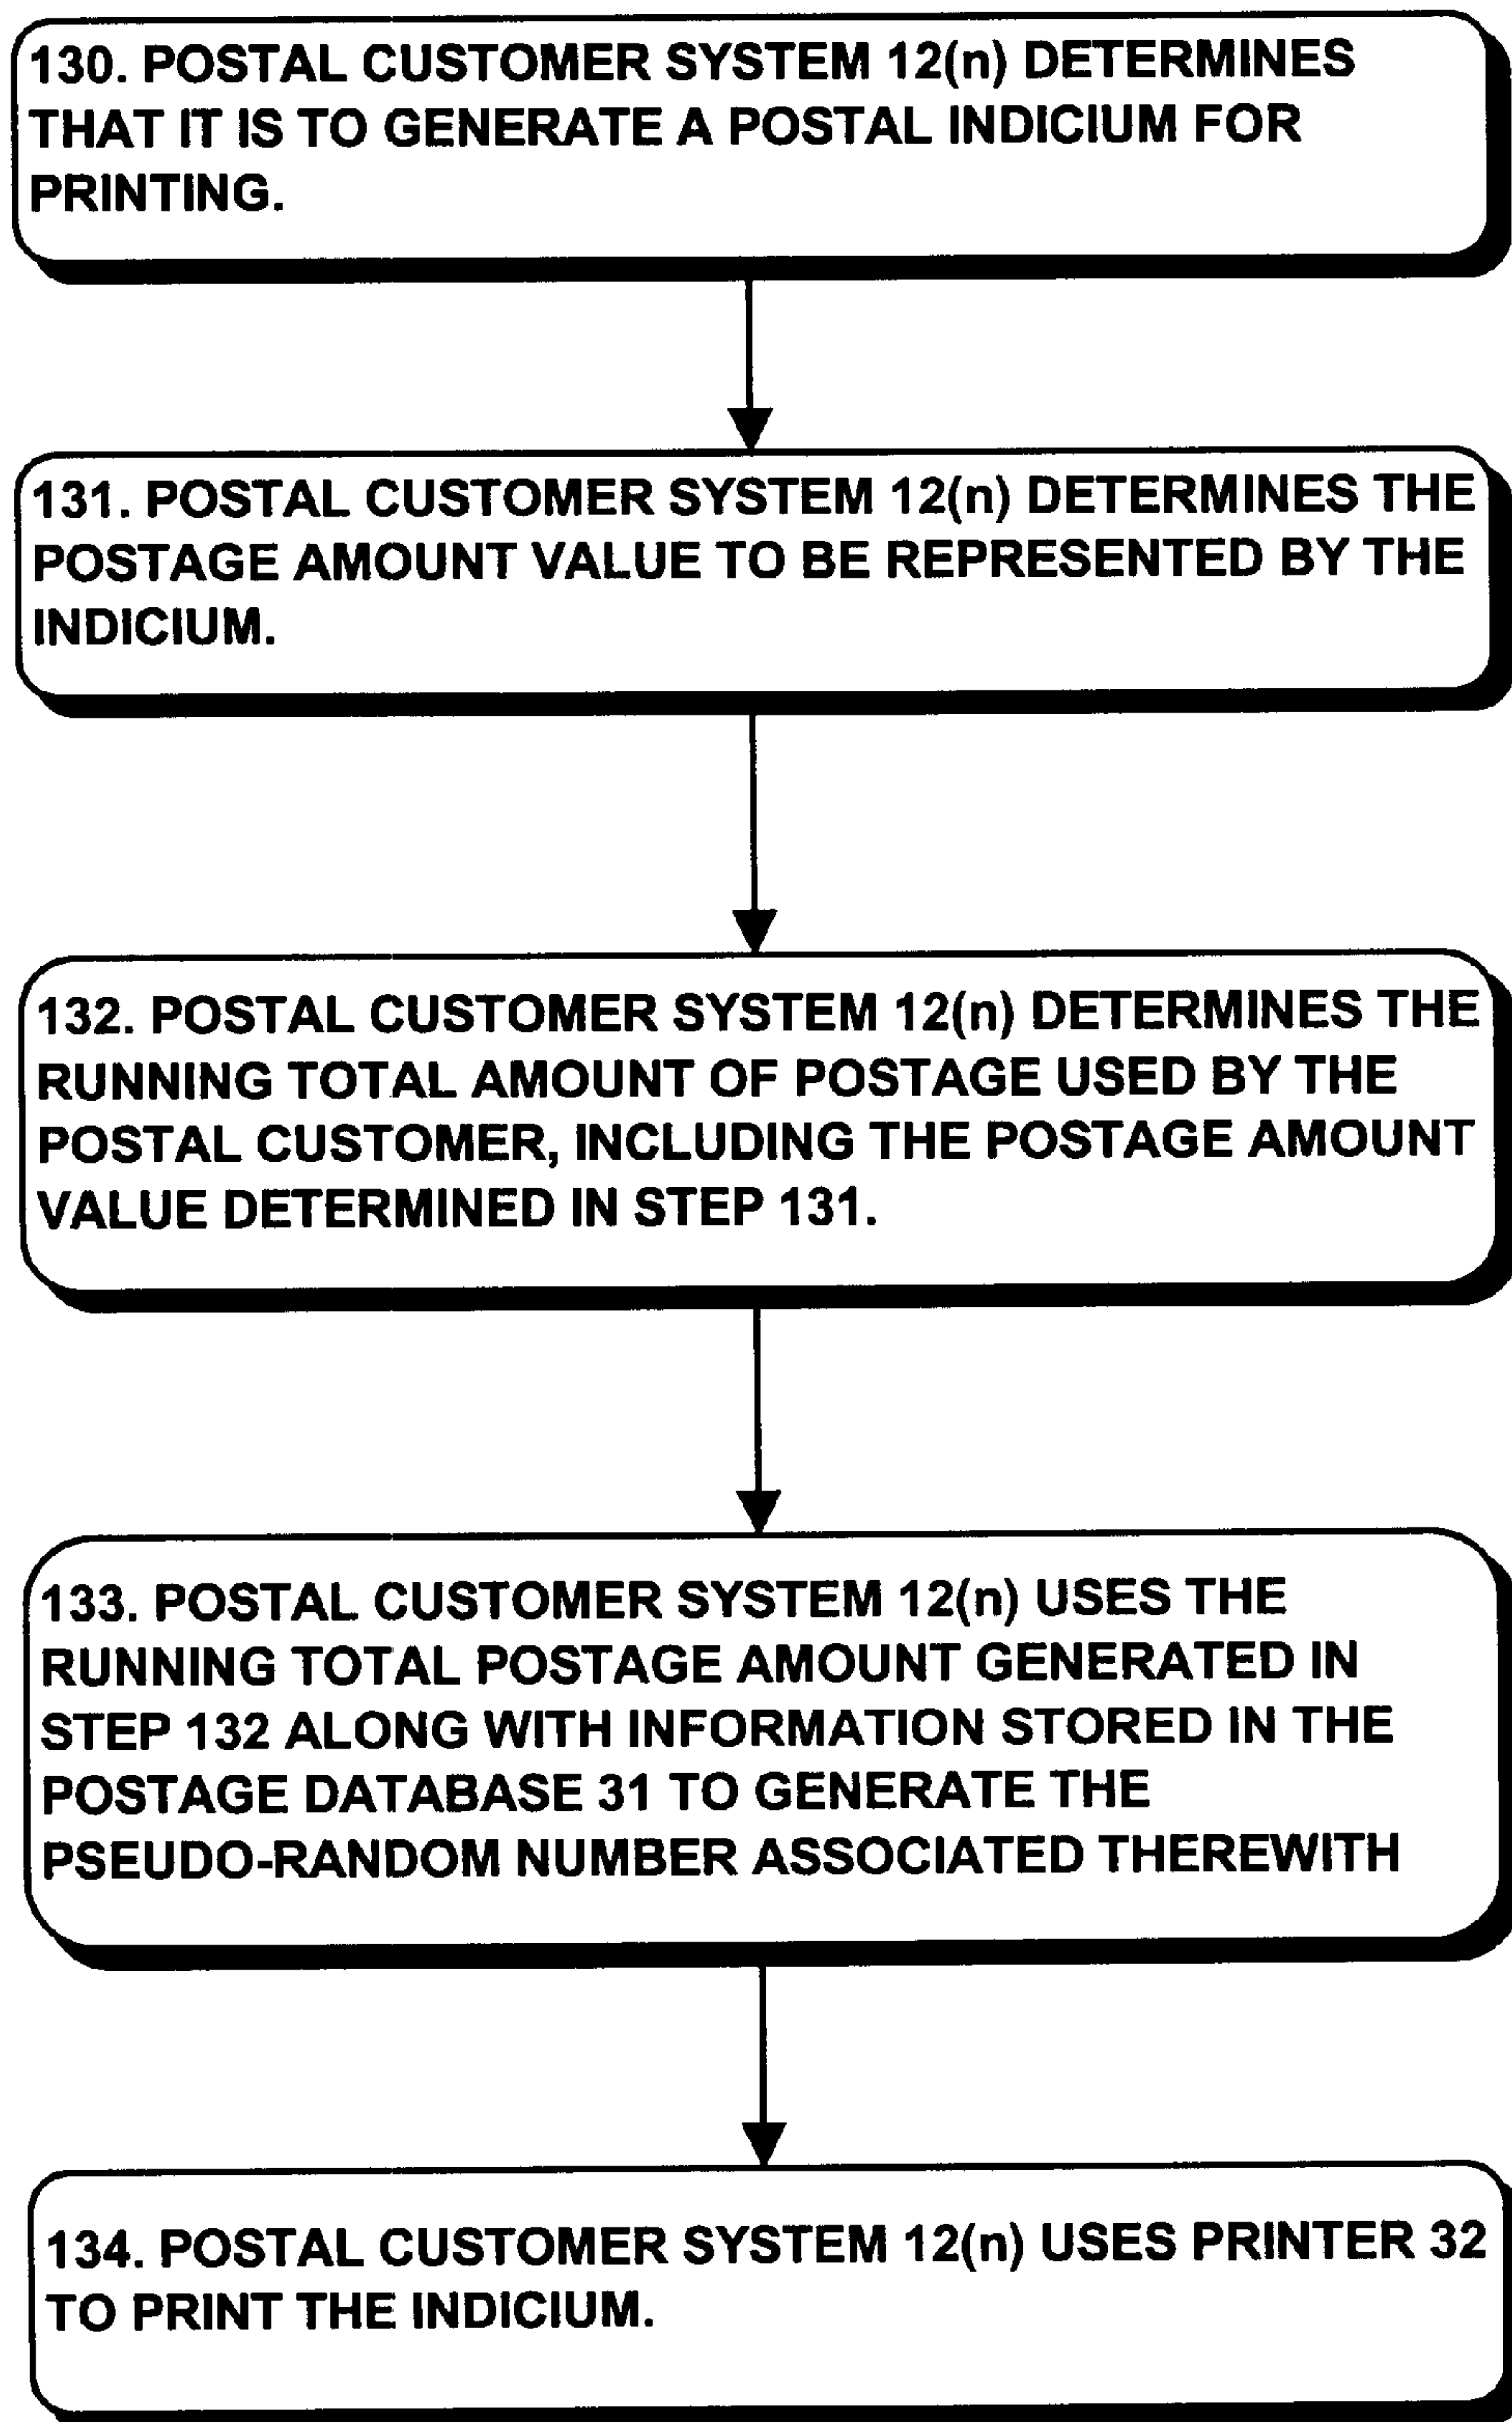 130. POSTAL CUSTOMER SYSTEM 12(n) DETERMINES
THAT IT IS TO GENERATE A POSTAL INDICIUM FOR
PRINTING.
131. POSTAL CUSTOMER SYSTEM 12(n) DETERMINES THE
POSTAGE AMOUNT VALUE TO BE REPRESENTED BY THE
INDICIUM.
132. POSTAL CUSTOMER SYSTEM 12(n) DETERMINES THE
RUNNING TOTAL AMOUNT OF POSTAGE USED BY THE
POSTAL CUSTOMER, INCLUDING THE POSTAGE AMOUNT
VALUE DETERMINED IN STEP 131.
133. POSTAL CUSTOMER SYSTEM 12(n) USES THE
RUNNING TOTAL POSTAGE AMOUNT GENERATED IN
STEP 132 ALONG WITH INFORMATION STORED IN THE
POSTAGE DATABASE 31 TO GENERATE THE
PSEUDO-RANDOM NUMBER ASSOCIATED THEREWITH
134. POSTAL CUSTOMER SYSTEM 12(n) USES PRINTER 32
TO PRINT THE INDICIUM.